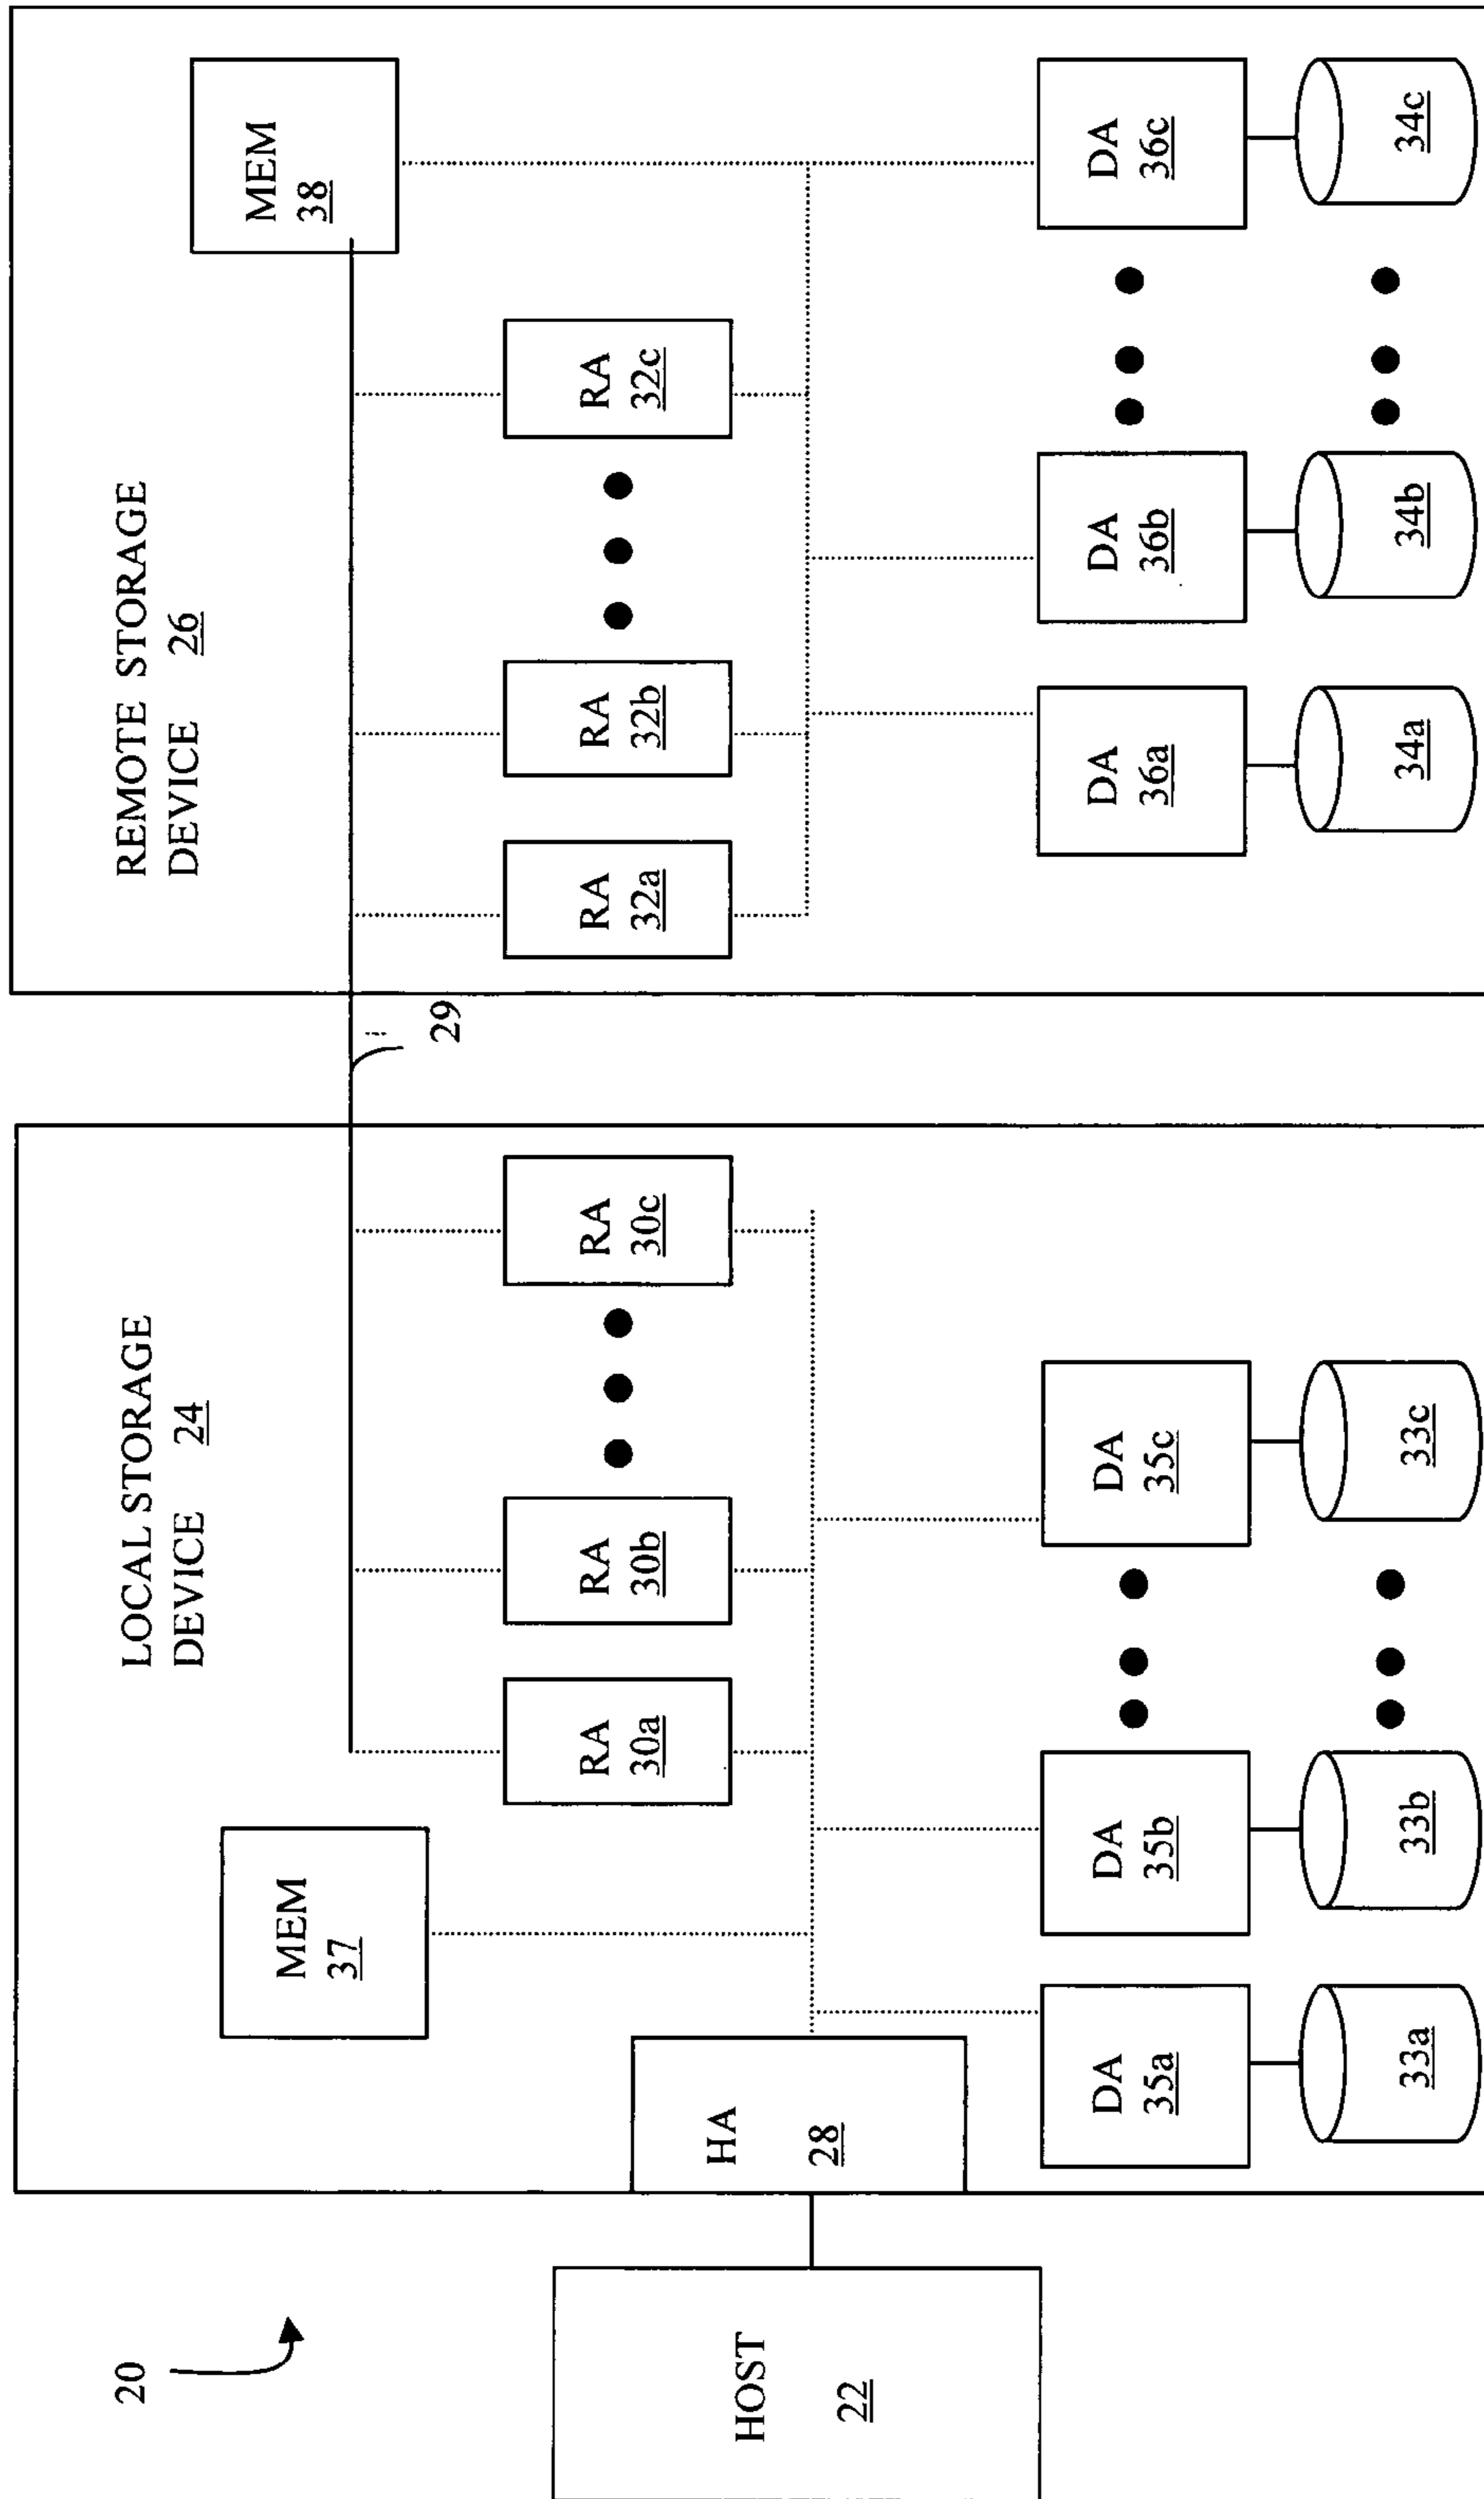 20
HOST
22
LOCAL STORAGE
DEVICE 24
MEM
37
HA
28
RA
30a
RA
30b
RA
30c
DA
35a
DA
35b
DA
35c
33a
33b
33c
29
REMOTE STORAGE
DEVICE 26
MEM
38
RA
32a
RA
32b
RA
32c
DA
36a
DA
36b
DA
36c
34a
34b
34c